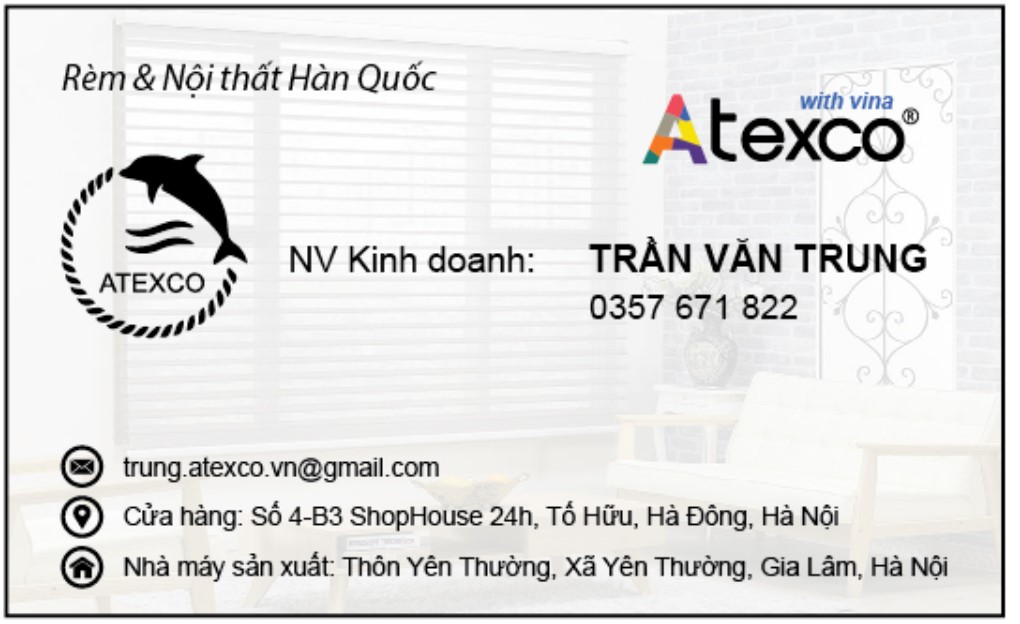 Rèm & Nội thất Hàn Quốc
with vina
Atexco®
ATEXCO
NV Kinh doanh: TRẦN VĂN TRUNG
0357 671 822
trung.atexco.vn@gmail.com
Cửa hàng: Số 4-B3 ShopHouse 24h, Tố Hữu, Hà Đông, Hà Nội
Nhà máy sản xuất: Thôn Yên Thường, Xã Yên Thường, Gia Lâm, Hà Nội